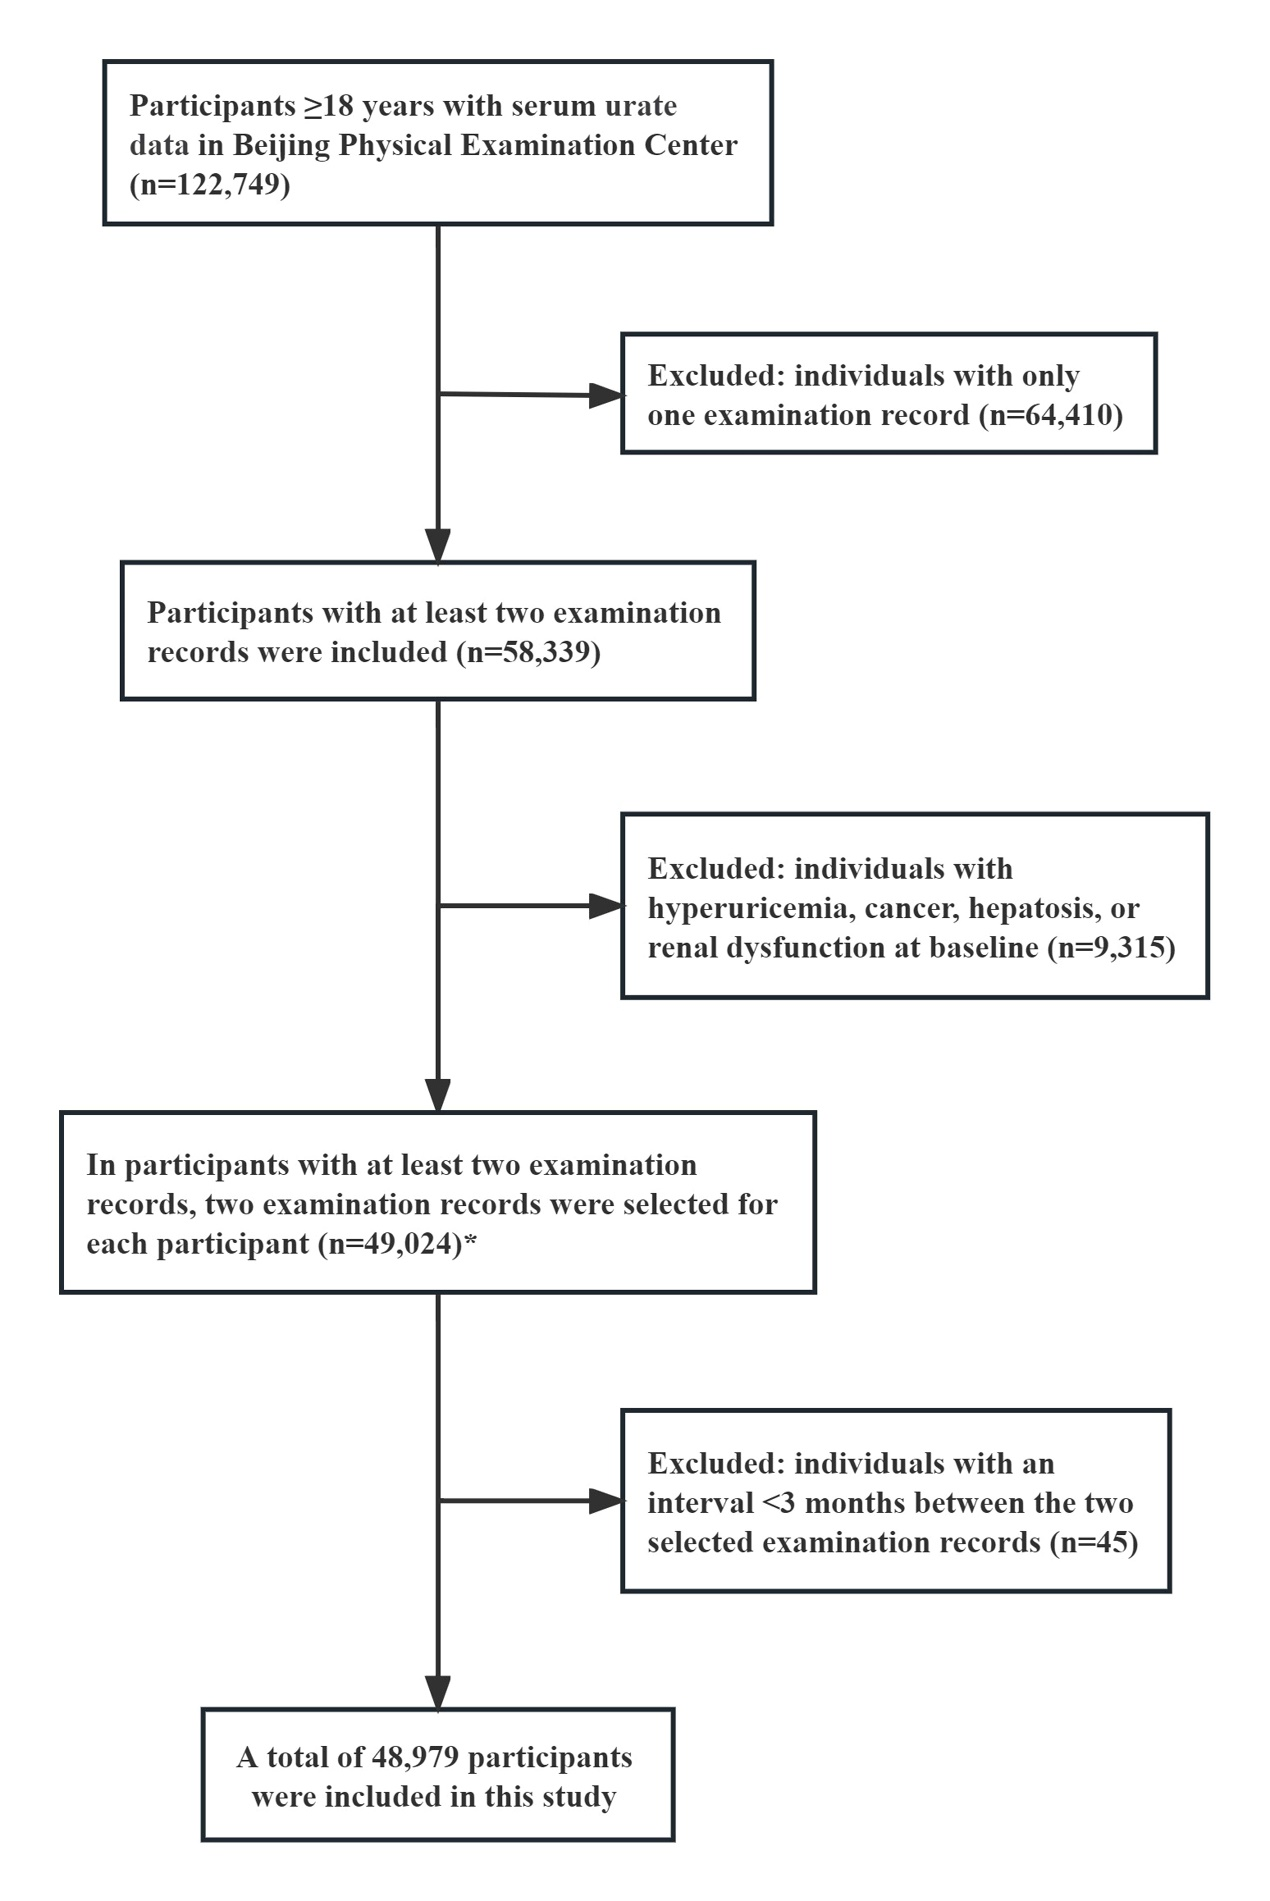 Participants ≥18 years with serum urate
data in Beijing Physical Examination Center
(n=122,749)
Excluded: individuals with only
one examination record (n=64,410)
Participants with at least two examination
records were included (n=58,339)
Excluded: individuals with
hyperuricemia, cancer, hepatosis, or
renal dysfunction at baseline (n=9,315)
In participants with at least two examination
records, two examination records were selected for
each participant (n=49,024)*
Excluded: individuals with an
interval <3 months between the two
selected examination records (n=45)
A total of 48,979 participants
were included in this study